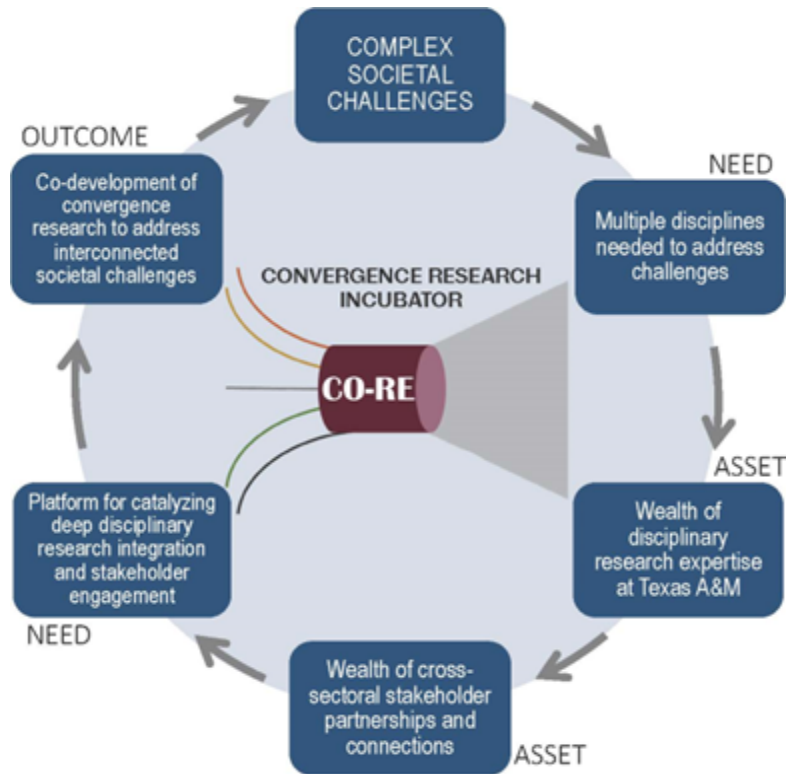 COMPLEX
SOCIETAL
CHALLENGES
NEED
Multiple disciplines
needed to address
challenges
ASSET
Wealth of
disciplinary
research expertise
at Texas A&M
Wealth of cross-
sectoral stakeholder
partnerships and
connections
ASSET
Platform for catalyzing
deep disciplinary
research integration
and stakeholder
engagement
NEED
OUTCOME
Co-development of
convergence
research to address
interconnected
societal challenges
CONVERGENCE RESEARCH
INCUBATOR
CO-RE